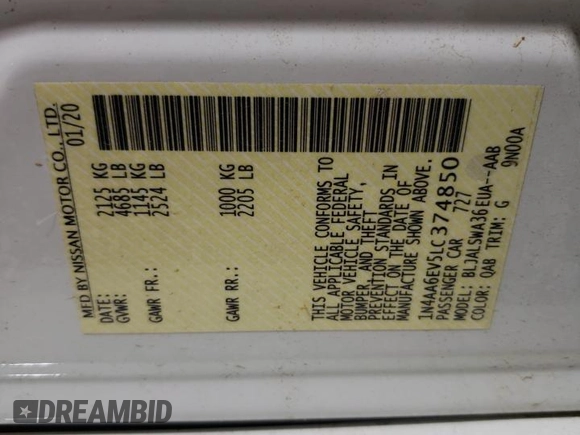 MFD BY NISSAN MOTOR CO., LTD.
DATE: 01/20
GVWR: 2125 KG
4685 LB
GAWR FR: 1145 KG
2524 LB
GAWR RR: 1000 KG
2205 LB
THIS VEHICLE CONFORMS TO
ALL APPLICABLE FEDERAL
MOTOR VEHICLE SAFETY,
BUMPER, AND THEFT
PREVENTION STANDARDS IN
EFFECT ON THE DATE OF
MANUFACTURE SHOWN ABOVE.
1N4AA6EV5LC374850
PASSENGER CAR 727
MODEL: BLJALSWA36EUA--AAB
COLOR: QAB TRIM: G 9N00A
DREAMBID